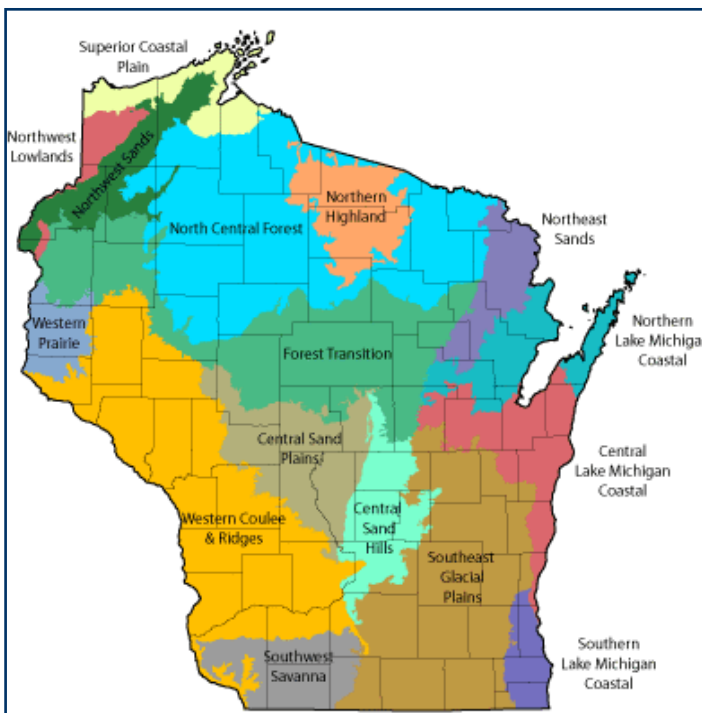 Superior Coastal
Plain
Northwest
Lowlands
Northwest Sands
North Central Forest
Northern
Highland
Northeast
Sands
Western
Prairie
Forest Transition
Northern
Lake Michigan
Coastal
Central Sand
Plains
Central Lake
Michigan
Coastal
Western Coulee
& Ridges
Central
Sand
Hills
Southeast
Glacial
Plains
Southwest
Savanna
Southern
Lake Michigan
Coastal